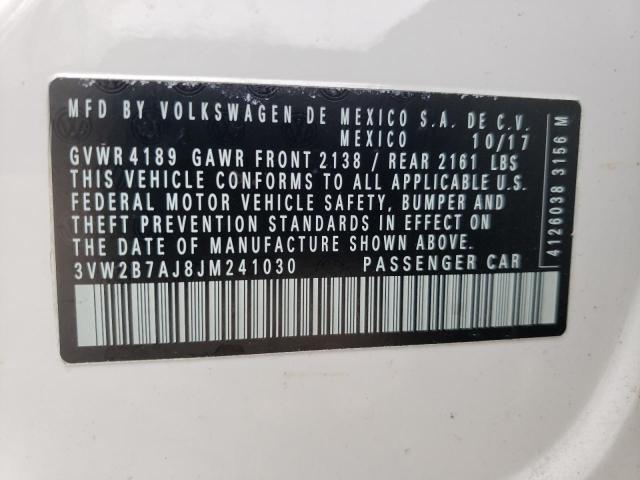 MFD BY VOLKSWAGEN DE MEXICO S.A. DE C.V.
MEXICO 10/17
GVWR 4189 GAWR FRONT 2138 / REAR 2161 LBS
THIS VEHICLE CONFORMS TO ALL APPLICABLE U.S.
FEDERAL MOTOR VEHICLE SAFETY, BUMPER AND
THEFT PREVENTION STANDARDS IN EFFECT ON
THE DATE OF MANUFACTURE SHOWN ABOVE.
3VW2B7AJ8JM241030 PASSENGER CAR
4126038 3156 M